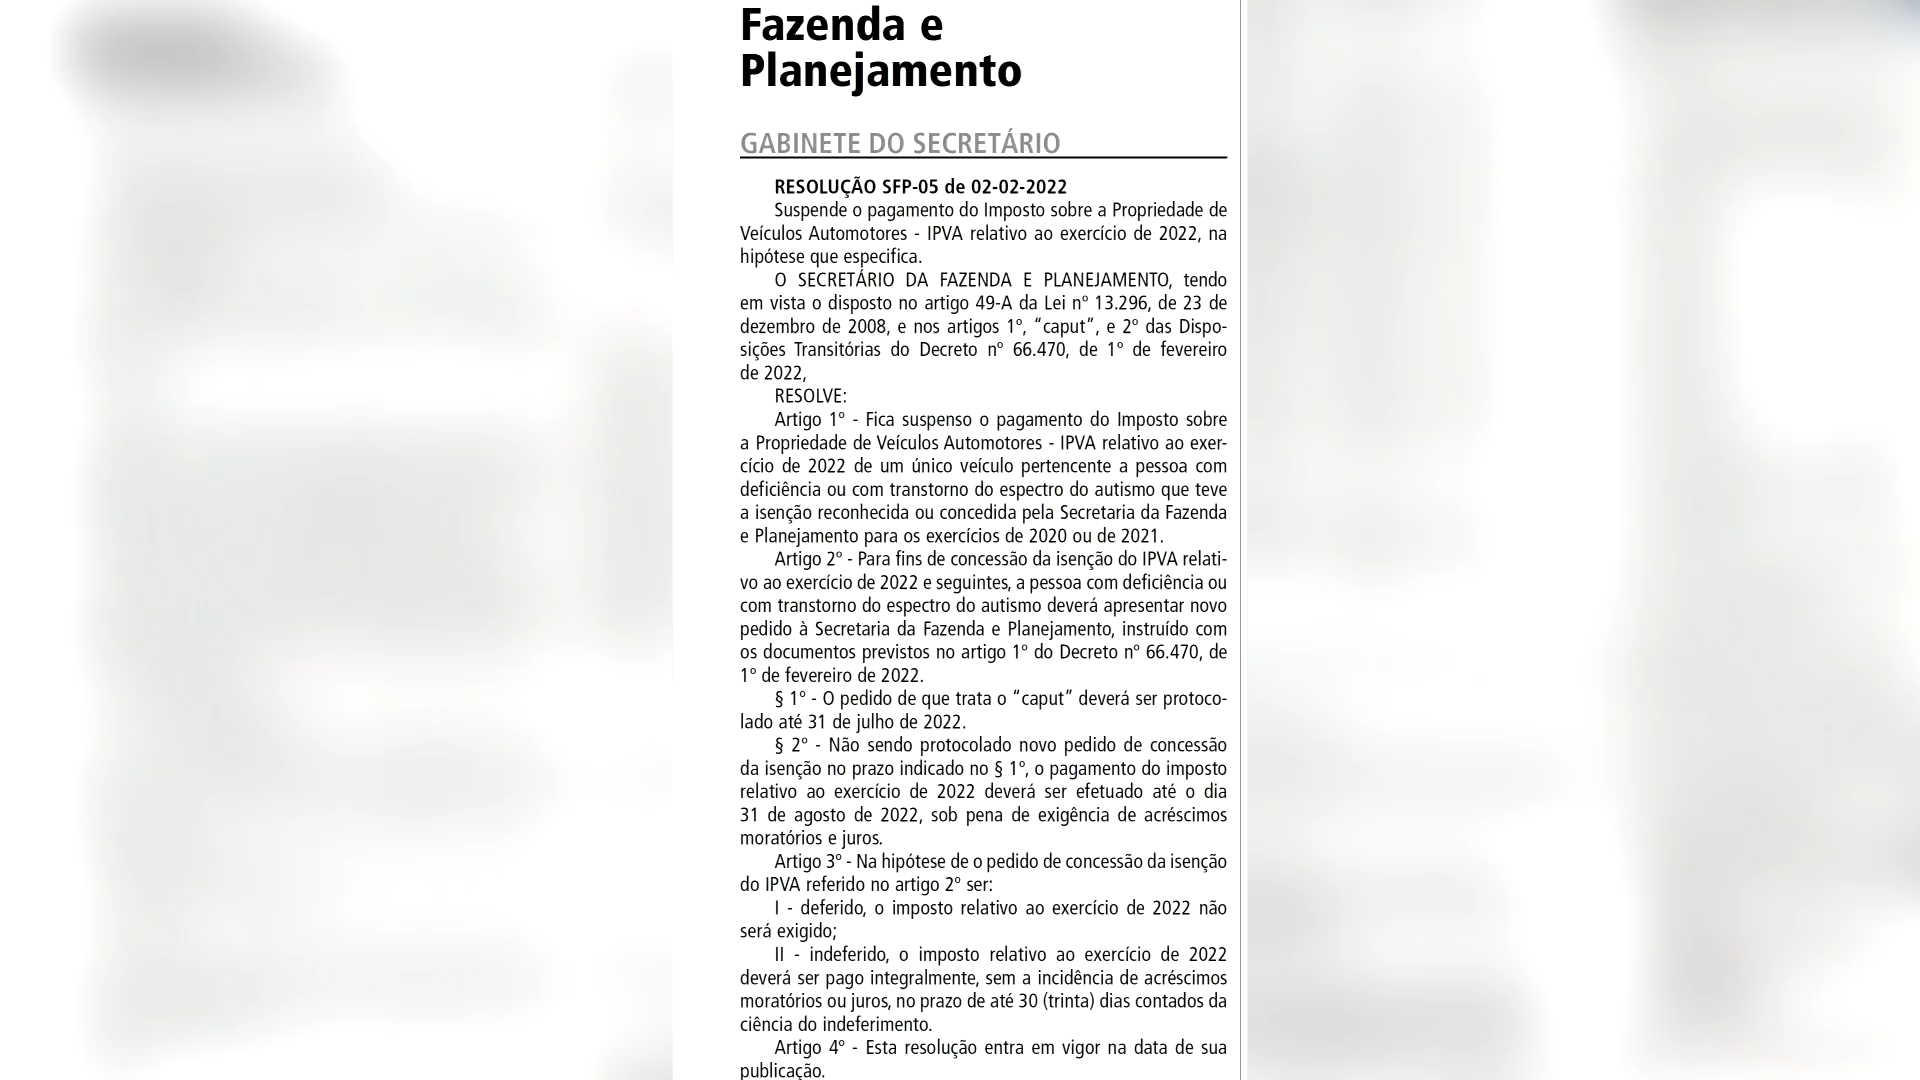 Fazenda e
Planejamento
GABINETE DO SECRETÁRIO
RESOLUÇÃO SFP-05 de 02-02-2022
Suspende o pagamento do Imposto sobre a Propriedade de
Veículos Automotores - IPVA relativo ao exercício de 2022, na
hipótese que especifica.
O SECRETÁRIO DA FAZENDA E PLANEJAMENTO, tendo
em vista o disposto no artigo 49-A da Lei nº 13.296, de 23 de
dezembro de 2008, e nos artigos 1º, “caput”, e 2º das Dispo-
sições Transitórias do Decreto nº 66.470, de 1º de fevereiro
de 2022,
RESOLVE:
Artigo 1º - Fica suspenso o pagamento do Imposto sobre
a Propriedade de Veículos Automotores - IPVA relativo ao exer-
cício de 2022 de um único veículo pertencente a pessoa com
deficiência ou com transtorno do espectro do autismo que teve
a isenção reconhecida ou concedida pela Secretaria da Fazenda
e Planejamento para os exercícios de 2020 ou de 2021.
Artigo 2º - Para fins de concessão da isenção do IPVA relati-
vo ao exercício de 2022 e seguintes, a pessoa com deficiência ou
com transtorno do espectro do autismo deverá apresentar novo
pedido à Secretaria da Fazenda e Planejamento, instruído com
os documentos previstos no artigo 1º do Decreto nº 66.470, de
1º de fevereiro de 2022.
§ 1º - O pedido de que trata o “caput” deverá ser protoco-
lado até 31 de julho de 2022.
§ 2º - Não sendo protocolado novo pedido de concessão
da isenção no prazo indicado no § 1º, o pagamento do imposto
relativo ao exercício de 2022 deverá ser efetuado até o dia
31 de agosto de 2022, sob pena de exigência de acréscimos
moratórios e juros.
Artigo 3º - Na hipótese de o pedido de concessão da isenção
do IPVA referido no artigo 2º ser:
I - deferido, o imposto relativo ao exercício de 2022 não
será exigido;
II - indeferido, o imposto relativo ao exercício de 2022
deverá ser pago integralmente, sem a incidência de acréscimos
moratórios ou juros, no prazo de até 30 (trinta) dias contados da
ciência do indeferimento.
Artigo 4º - Esta resolução entra em vigor na data de sua
publicação.